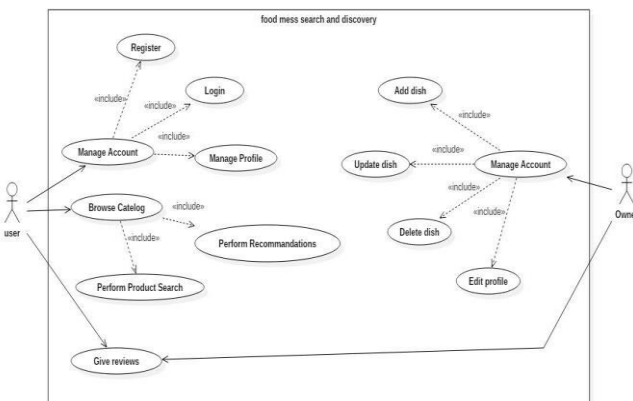 food mess search and discovery
Register
«include»
Login
«include»
Add dish
«include»
Manage Account
«include»
Manage Profile
Update dish
«include»
Manage Account
user
Browse Catelog
«include»
Perform Recommandations
«include»
Delete dish
«include»
«include»
Owne
Perform Product Search
Edit profile
Give reviews